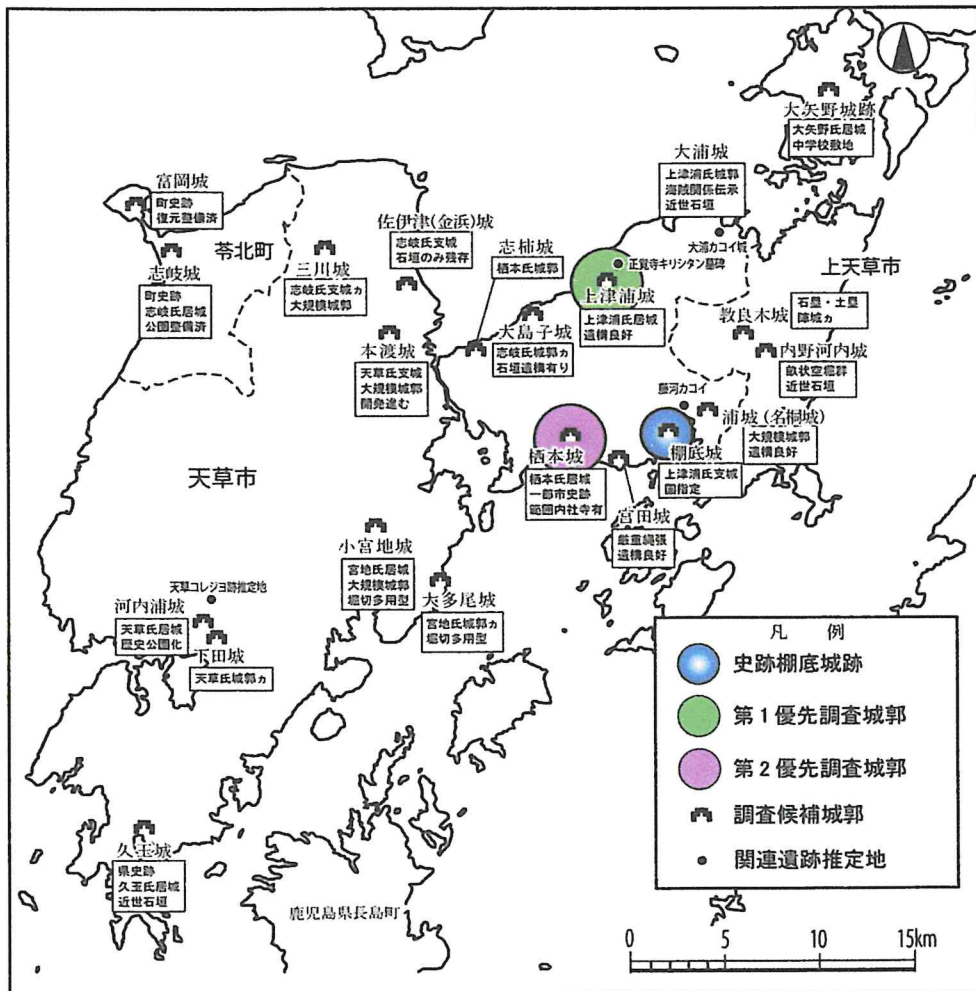 大矢野城跡
大矢野氏居城
中学校敷地
大浦城
上津浦氏城郭
海賊関係伝承
近世石垣
大浦カコイ城
富岡城
町史跡
復元整備済
苓北町
志岐城
町史跡
志岐氏居城
公園整備済
三川城
志岐氏支城ヵ
大規模城郭
佐伊津(金浜)城
志岐氏支城
石垣のみ残存
志柿城
栖本氏城郭
正覚寺キリシタン墓碑
上津浦城
上津浦氏居城
遺構良好
上天草市
教良木城
石塁・土塁
陣城ヵ
内野河内城
畝状空堀群
近世石垣
大島子城
志岐氏城郭ヵ
石垣遺構有り
本渡城
天草氏支城
大規模城郭
開発進む
藤河カコイ
浦城(名桐城)
大規模城郭
遺構良好
棚底城
上津浦氏支城
国指定
栖本城
栖本氏居城
一部市史跡
範囲内社寺有
宮田城
厳重縄張
遺構良好
天草市
小宮地城
宮地氏居城
大規模城郭
堀切多用型
大多尾城
宮地氏城郭ヵ
堀切多用型
天草コレジヨ跡推定地
河内浦城
天草氏居城
歴史公園化
下田城
天草氏城郭ヵ
久玉城
県史跡
久玉氏居城
近世石垣
鹿児島県長島町
凡 例
史跡棚底城跡
第1優先調査城郭
第2優先調査城郭
調査候補城郭
関連遺跡推定地
0 5 10 15km